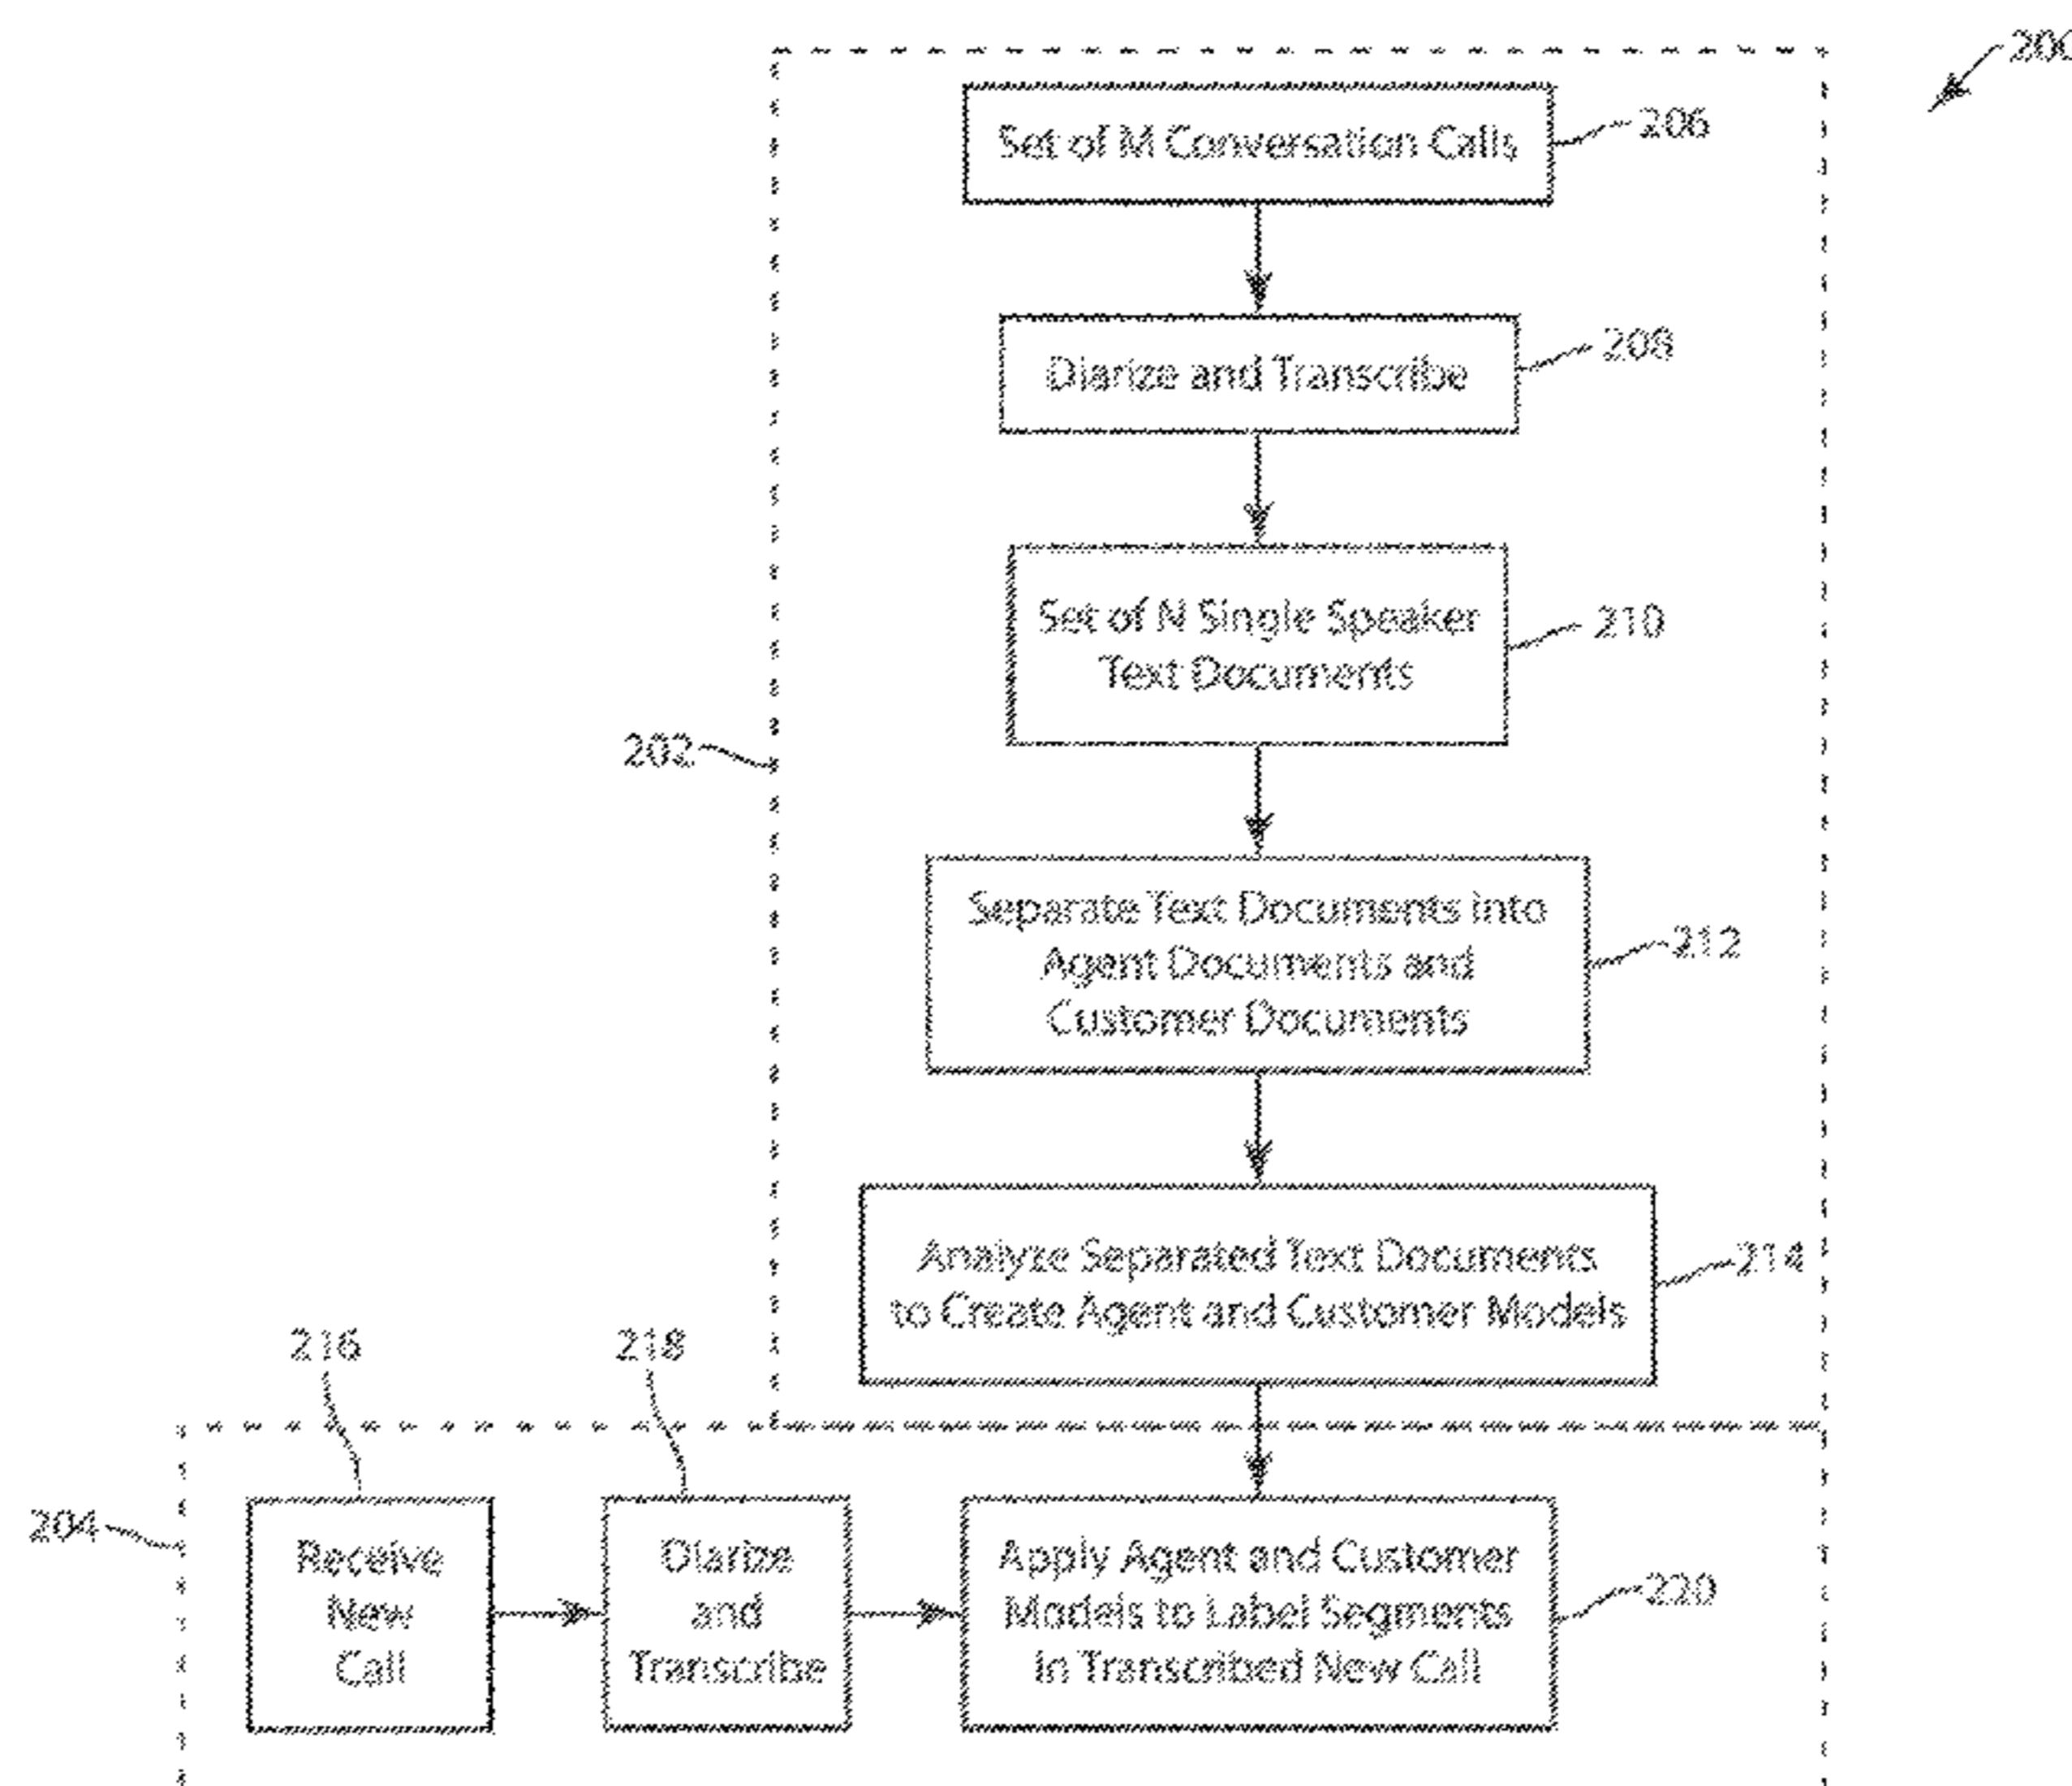 200
Set of M Conversation Calls
206
Diarize and Transcribe
208
Set of N Single Speaker
Text Documents
210
202
Separate Text Documents into
Agent Documents and
Customer Documents
212
Analyze Separated Text Documents
to Create Agent and Customer Models
214
216
218
204
Receive
New
Call
Diarize
and
Transcribe
Apply Agent and Customer
Models to Label Segments
in Transcribed New Call
220